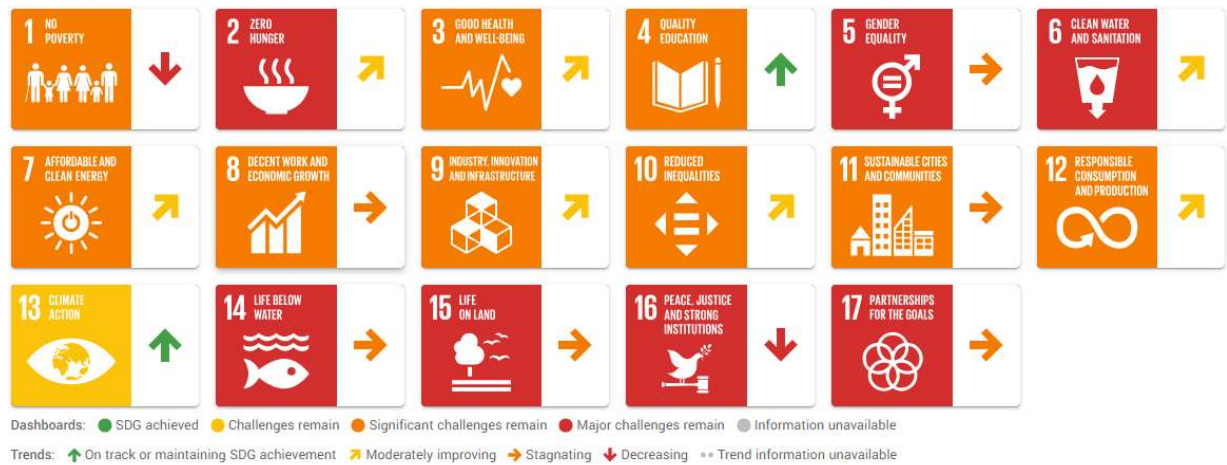 1 NO
POVERTY
2 ZERO
HUNGER
3 GOOD HEALTH
AND WELL-BEING
4 QUALITY
EDUCATION
5 GENDER
EQUALITY
6 CLEAN WATER
AND SANITATION
7 AFFORDABLE AND
CLEAN ENERGY
8 DECENT WORK AND
ECONOMIC GROWTH
9 INDUSTRY, INNOVATION
AND INFRASTRUCTURE
10 REDUCED
INEQUALITIES
11 SUSTAINABLE CITIES
AND COMMUNITIES
12 RESPONSIBLE
CONSUMPTION
AND PRODUCTION
13 CLIMATE
ACTION
14 LIFE BELOW
WATER
15 LIFE
ON LAND
16 PEACE, JUSTICE
AND STRONG
INSTITUTIONS
17 PARTNERSHIPS
FOR THE GOALS
Dashboards: SDG achieved Challenges remain Significant challenges remain Major challenges remain Information unavailable
Trends: On track or maintaining SDG achievement Moderately improving Stagnating Decreasing Trend information unavailable